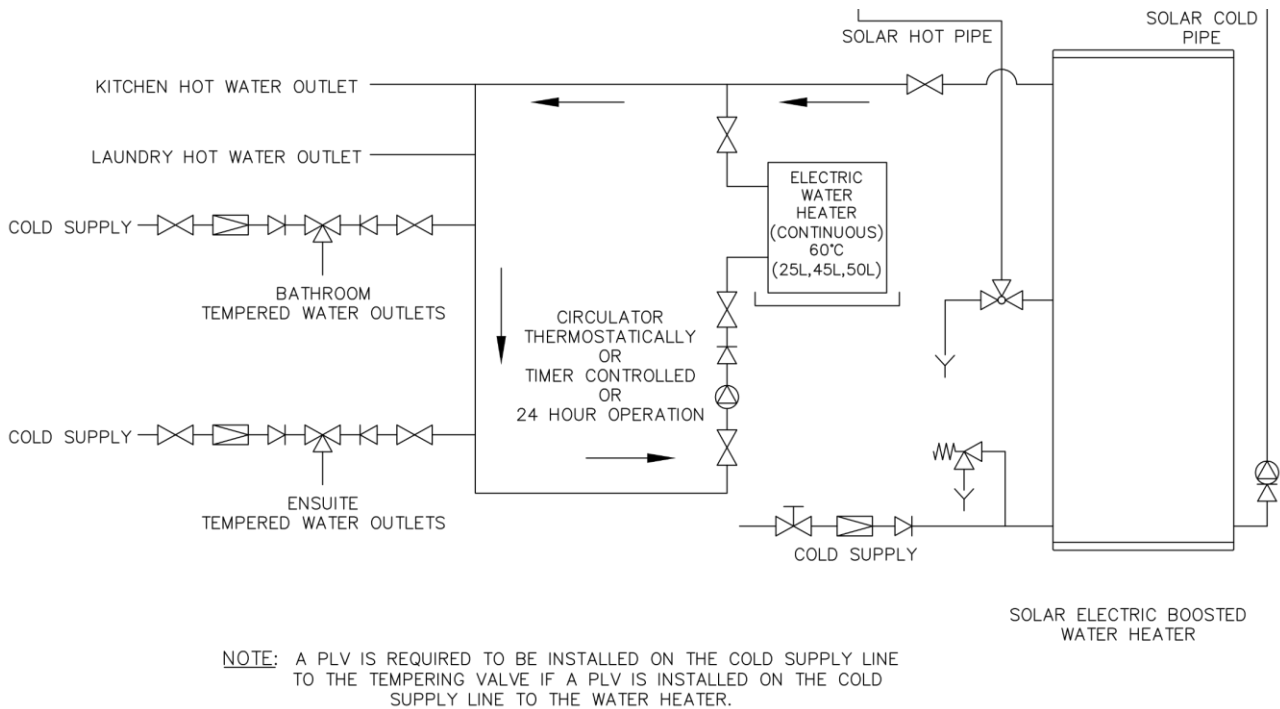 SOLAR HOT PIPE
SOLAR COLD
PIPE
KITCHEN HOT WATER OUTLET
LAUNDRY HOT WATER OUTLET
ELECTRIC
WATER
HEATER
(CONTINUOUS)
60°C
(25L,45L,50L)
COLD SUPPLY
BATHROOM
TEMPERED WATER OUTLETS
CIRCULATOR
THERMOSTATICALLY
OR
TIMER CONTROLLED
OR
24 HOUR OPERATION
COLD SUPPLY
ENSUITE
TEMPERED WATER OUTLETS
COLD SUPPLY
SOLAR ELECTRIC BOOSTED
WATER HEATER
NOTE: A PLV IS REQUIRED TO BE INSTALLED ON THE COLD SUPPLY LINE
TO THE TEMPERING VALVE IF A PLV IS INSTALLED ON THE COLD
SUPPLY LINE TO THE WATER HEATER.